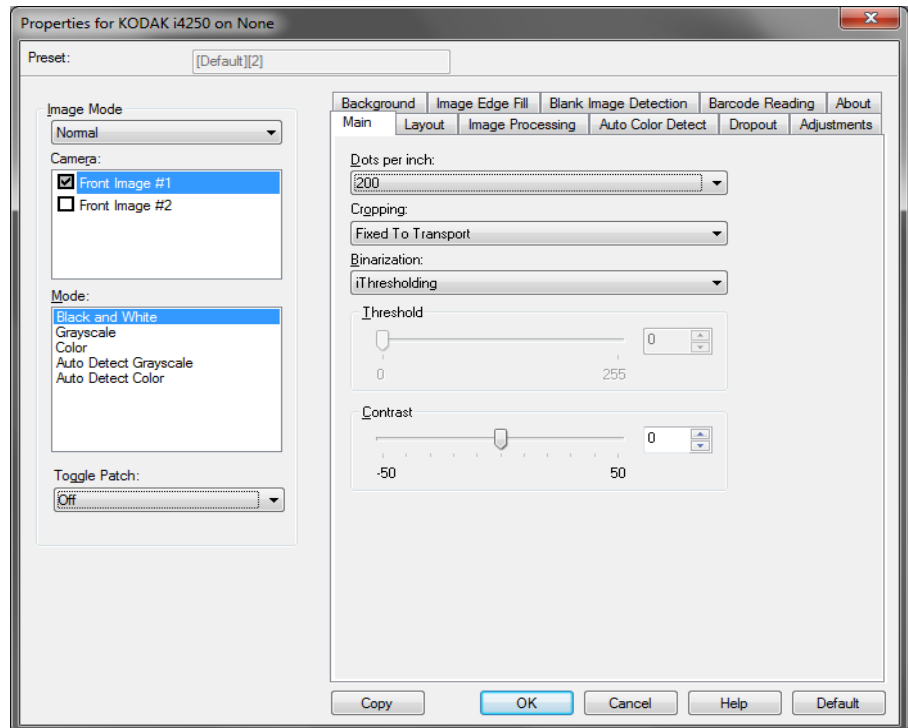 Properties for KODAK i4250 on None
Preset:
[Default][2]
Image Mode
Normal
Camera:
Front Image #1
Front Image #2
Mode:
Black and White
Grayscale
Color
Auto Detect Grayscale
Auto Detect Color
Toggle Patch:
Off
Background
Image Edge Fill
Blank Image Detection
Barcode Reading
About
Main
Layout
Image Processing
Auto Color Detect
Dropout
Adjustments
Dots per inch:
200
Cropping:
Fixed To Transport
Binarization:
iThresholding
Threshold
0
0
255
Contrast
0
-50
50
Copy
OK
Cancel
Help
Default